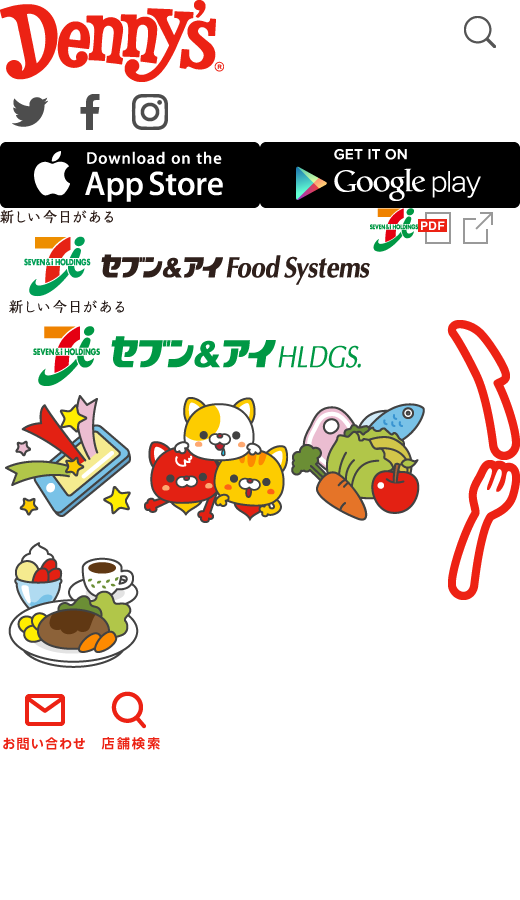 Denny's®
Download on the
App Store
GET IT ON
Google play
新しい今日がある
7i
SEVEN&i HOLDINGS
PDF
7i
SEVEN&i HOLDINGS
セブン&アイ Food Systems
新しい今日がある
7i
SEVEN&i HOLDINGS
セブン&アイ HLDGS.
お問い合わせ
店舗検索